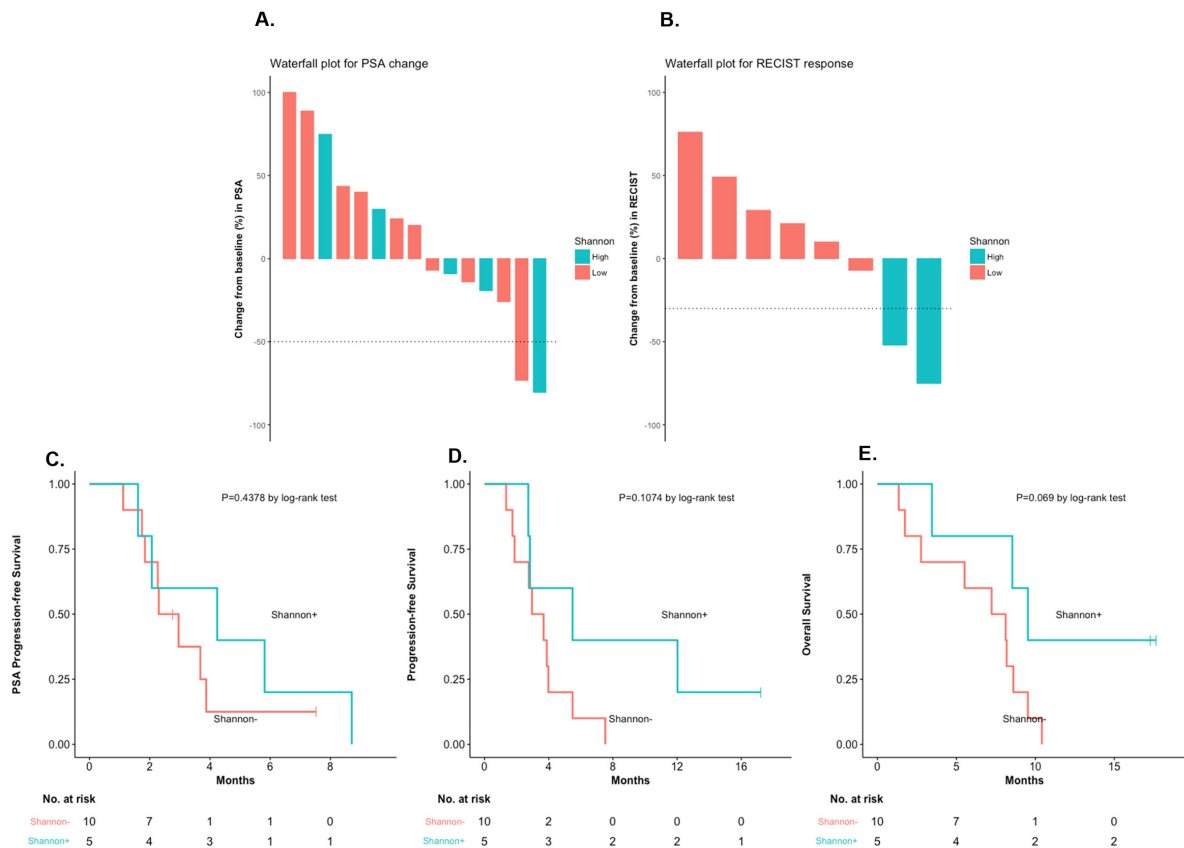 A.
Waterfall plot for PSA change
Change from baseline (%) in PSA
100
50
0
-50
-100
Shannon
High
Low
B.
Waterfall plot for RECIST response
Change from baseline (%) in RECIST
100
50
0
-50
-100
Shannon
High
Low
C.
P=0.4378 by log-rank test
PSA Progression-free Survival
1.00
0.75
0.50
0.25
0.00
Shannon+
Shannon-
0 2 4 6 8
Months
No. at risk
Shannon- 10 7 1 1 0
Shannon+ 5 4 3 1 1
D.
P=0.1074 by log-rank test
Progression-free Survival
1.00
0.75
0.50
0.25
0.00
Shannon+
Shannon-
0 4 8 12 16
Months
No. at risk
Shannon- 10 2 0 0 0
Shannon+ 5 3 2 2 1
E.
P=0.069 by log-rank test
Overall Survival
1.00
0.75
0.50
0.25
0.00
Shannon+
Shannon-
0 5 10 15
Months
No. at risk
Shannon- 10 7 1 0
Shannon+ 5 4 2 2